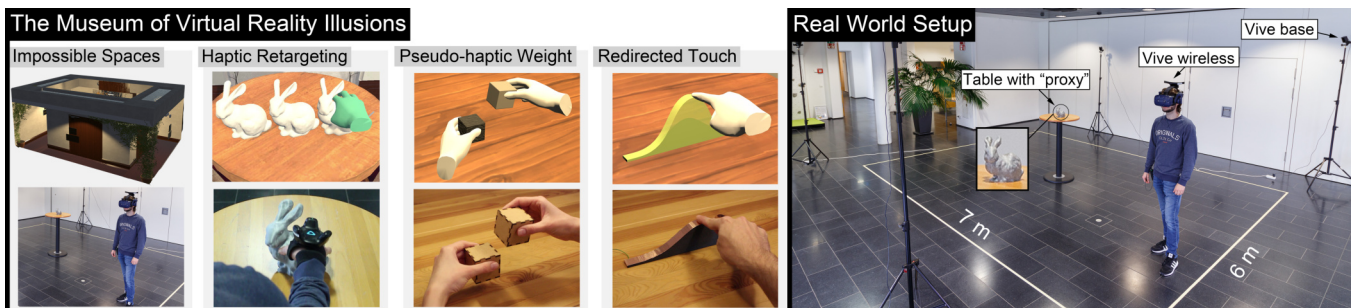 The Museum of Virtual Reality Illusions
Impossible Spaces
Haptic Retargeting
Pseudo-haptic Weight
Redirected Touch
Real World Setup
Vive base
Vive wireless
Table with “proxy”
ORIGINALS
7 m
6 m